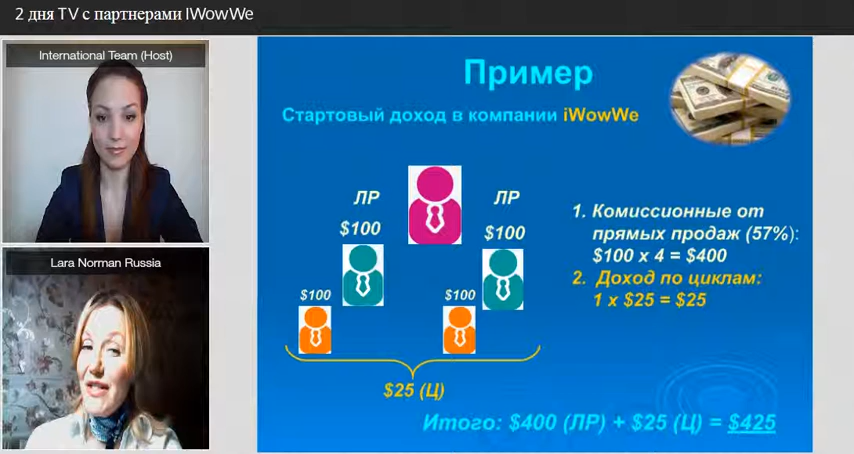 2 дня TV с партнерами IWowWe
International Team (Host)
Lara Norman Russia
Пример
Стартовый доход в компании iWowWe
ЛР
ЛР
$100
$100
$100
$100
$25 (Ц)
1. Комиссионные от
прямых продаж (57%):
$100 x 4 = $400
2. Доход по циклам:
1 x $25 = $25
Итого: $400 (ЛР) + $25 (Ц) = $425